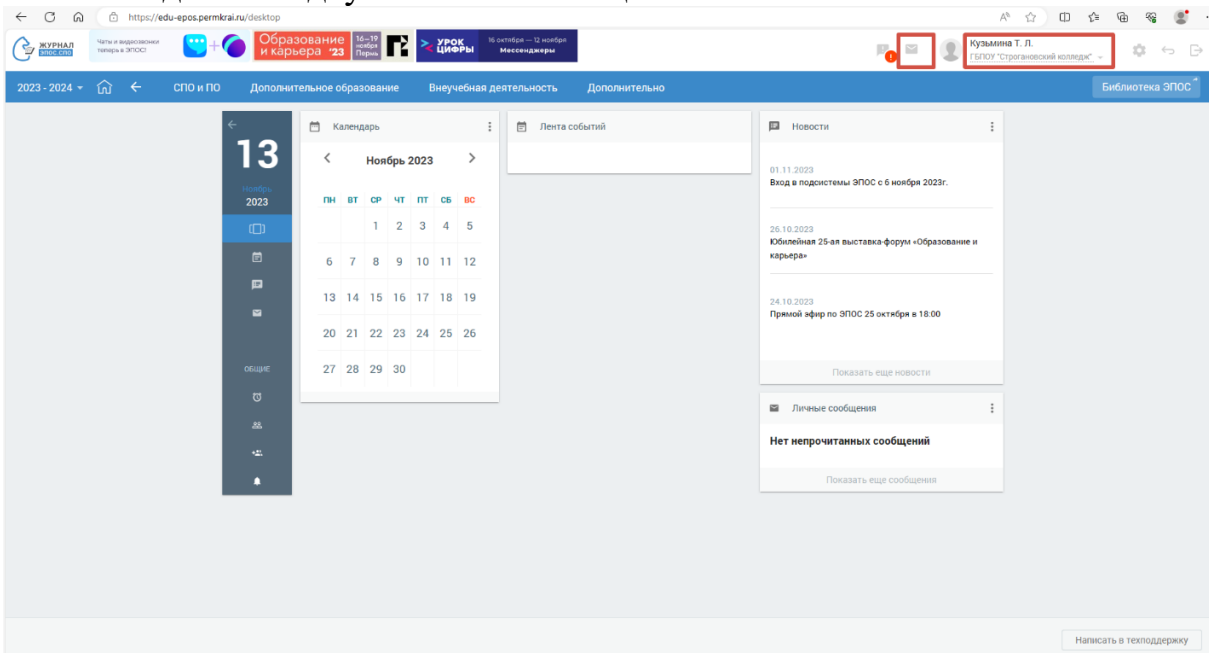 https://edu-epos.permkrai.ru/desktop
ЖУРНАЛ
ЭПОС.СПО
Чаты и видеозвонки
теперь в ЭПОС!
Образование
и карьера '23
16–19
ноября
Пермь
УРОК
ЦИФРЫ
16 октября — 12 ноября
Мессенджеры
Кузьмина Т. Л.
ГБПОУ "Строгановский колледж"
2023 - 2024
СПО и ПО
Дополнительное образование
Внеучебная деятельность
Дополнительно
Библиотека ЭПОС
13
Ноябрь
2023
ОБЩИЕ
Календарь
Ноябрь 2023
ПН ВТ СР ЧТ ПТ СБ ВС
1 2 3 4 5
6 7 8 9 10 11 12
13 14 15 16 17 18 19
20 21 22 23 24 25 26
27 28 29 30
Лента событий
Новости
01.11.2023
Вход в подсистемы ЭПОС с 6 ноября 2023г.
26.10.2023
Юбилейная 25-ая выставка-форум «Образование и
карьера»
24.10.2023
Прямой эфир по ЭПОС 25 октября в 18:00
Показать еще новости
Личные сообщения
Нет непрочитанных сообщений
Показать еще сообщения
Написать в техподдержку